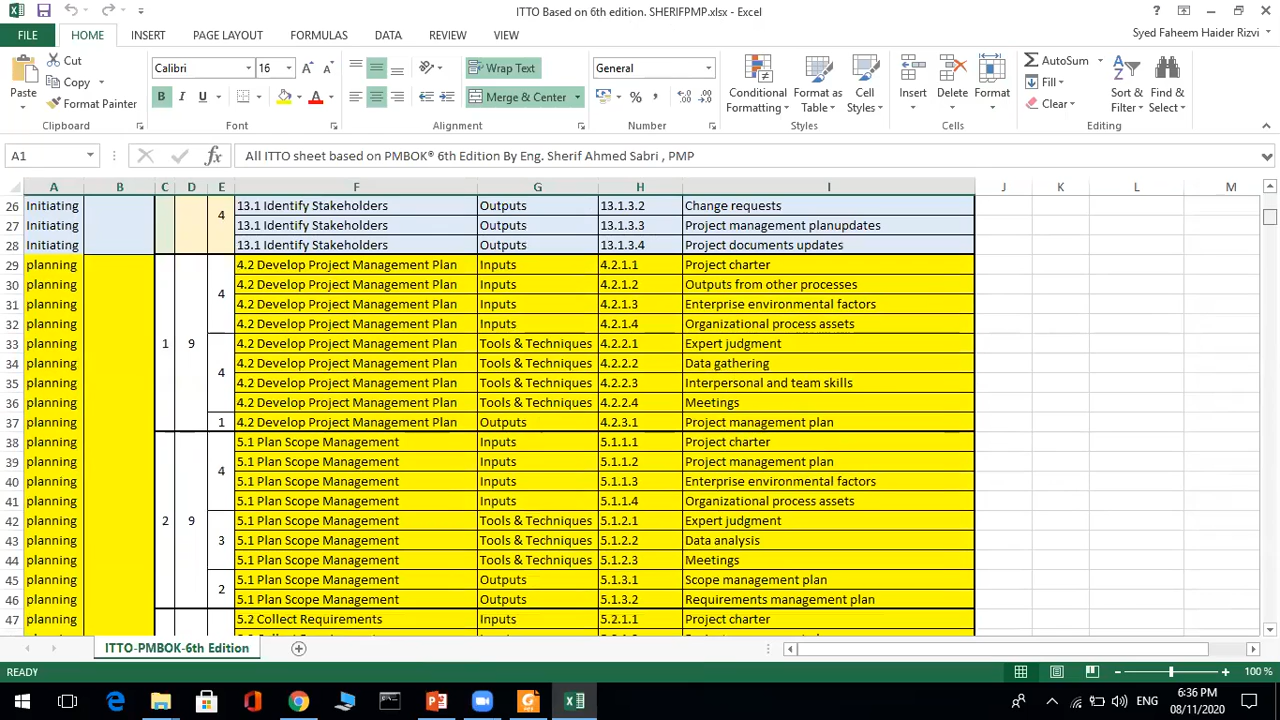 ITTO Based on 6th edition. SHERIFPMP.xlsx - Excel
FILE HOME INSERT PAGE LAYOUT FORMULAS DATA REVIEW VIEW Syed Faheem Haider Rizvi
Paste Cut Copy Format Painter
Calibri 16 B I U
Wrap Text Merge & Center
General % ,
Conditional Formatting Format as Table Cell Styles
Insert Delete Format
AutoSum Fill Clear Sort & Filter Find & Select
Clipboard Font Alignment Number Styles Cells Editing
A1 fx All ITTO sheet based on PMBOK® 6th Edition By Eng. Sherif Ahmed Sabri , PMP
A B C D E F G H I J K L M
26 Initiating 4 13.1 Identify Stakeholders Outputs 13.1.3.2 Change requests
27 Initiating 13.1 Identify Stakeholders Outputs 13.1.3.3 Project management planupdates
28 Initiating 13.1 Identify Stakeholders Outputs 13.1.3.4 Project documents updates
29 planning 4.2 Develop Project Management Plan Inputs 4.2.1.1 Project charter
30 planning 4 4.2 Develop Project Management Plan Inputs 4.2.1.2 Outputs from other processes
31 planning 4.2 Develop Project Management Plan Inputs 4.2.1.3 Enterprise environmental factors
32 planning 4.2 Develop Project Management Plan Inputs 4.2.1.4 Organizational process assets
33 planning 1 9 4.2 Develop Project Management Plan Tools & Techniques 4.2.2.1 Expert judgment
34 planning 4 4.2 Develop Project Management Plan Tools & Techniques 4.2.2.2 Data gathering
35 planning 4.2 Develop Project Management Plan Tools & Techniques 4.2.2.3 Interpersonal and team skills
36 planning 4.2 Develop Project Management Plan Tools & Techniques 4.2.2.4 Meetings
37 planning 1 4.2 Develop Project Management Plan Outputs 4.2.3.1 Project management plan
38 planning 5.1 Plan Scope Management Inputs 5.1.1.1 Project charter
39 planning 4 5.1 Plan Scope Management Inputs 5.1.1.2 Project management plan
40 planning 5.1 Plan Scope Management Inputs 5.1.1.3 Enterprise environmental factors
41 planning 5.1 Plan Scope Management Inputs 5.1.1.4 Organizational process assets
42 planning 2 9 5.1 Plan Scope Management Tools & Techniques 5.1.2.1 Expert judgment
43 planning 3 5.1 Plan Scope Management Tools & Techniques 5.1.2.2 Data analysis
44 planning 5.1 Plan Scope Management Tools & Techniques 5.1.2.3 Meetings
45 planning 2 5.1 Plan Scope Management Outputs 5.1.3.1 Scope management plan
46 planning 5.1 Plan Scope Management Outputs 5.1.3.2 Requirements management plan
47 planning 5.2 Collect Requirements Inputs 5.2.1.1 Project charter
ITTO-PMBOK-6th Edition
READY 100 %
ENG 6:36 PM
08/11/2020